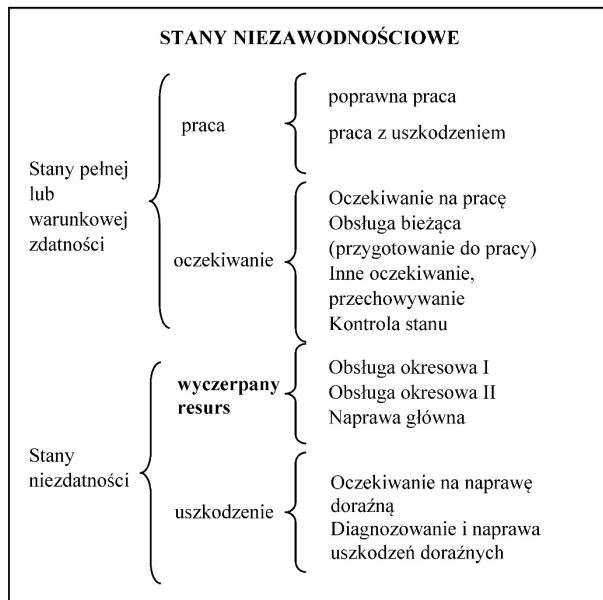 STANY NIEZAWODNOŚCIOWE
Stany pełnej
lub
warunkowej
zdatności
praca
poprawna praca
praca z uszkodzeniem
oczekiwanie
Oczekiwanie na pracę
Obsługa bieżąca
(przygotowanie do pracy)
Inne oczekiwanie,
przechowywanie
Kontrola stanu
Stany
niezdatności
wyczerpany
resurs
Obsługa okresowa I
Obsługa okresowa II
Naprawa główna
uszkodzenie
Oczekiwanie na naprawę
doraźną
Diagnozowanie i naprawa
uszkodzeń doraźnych